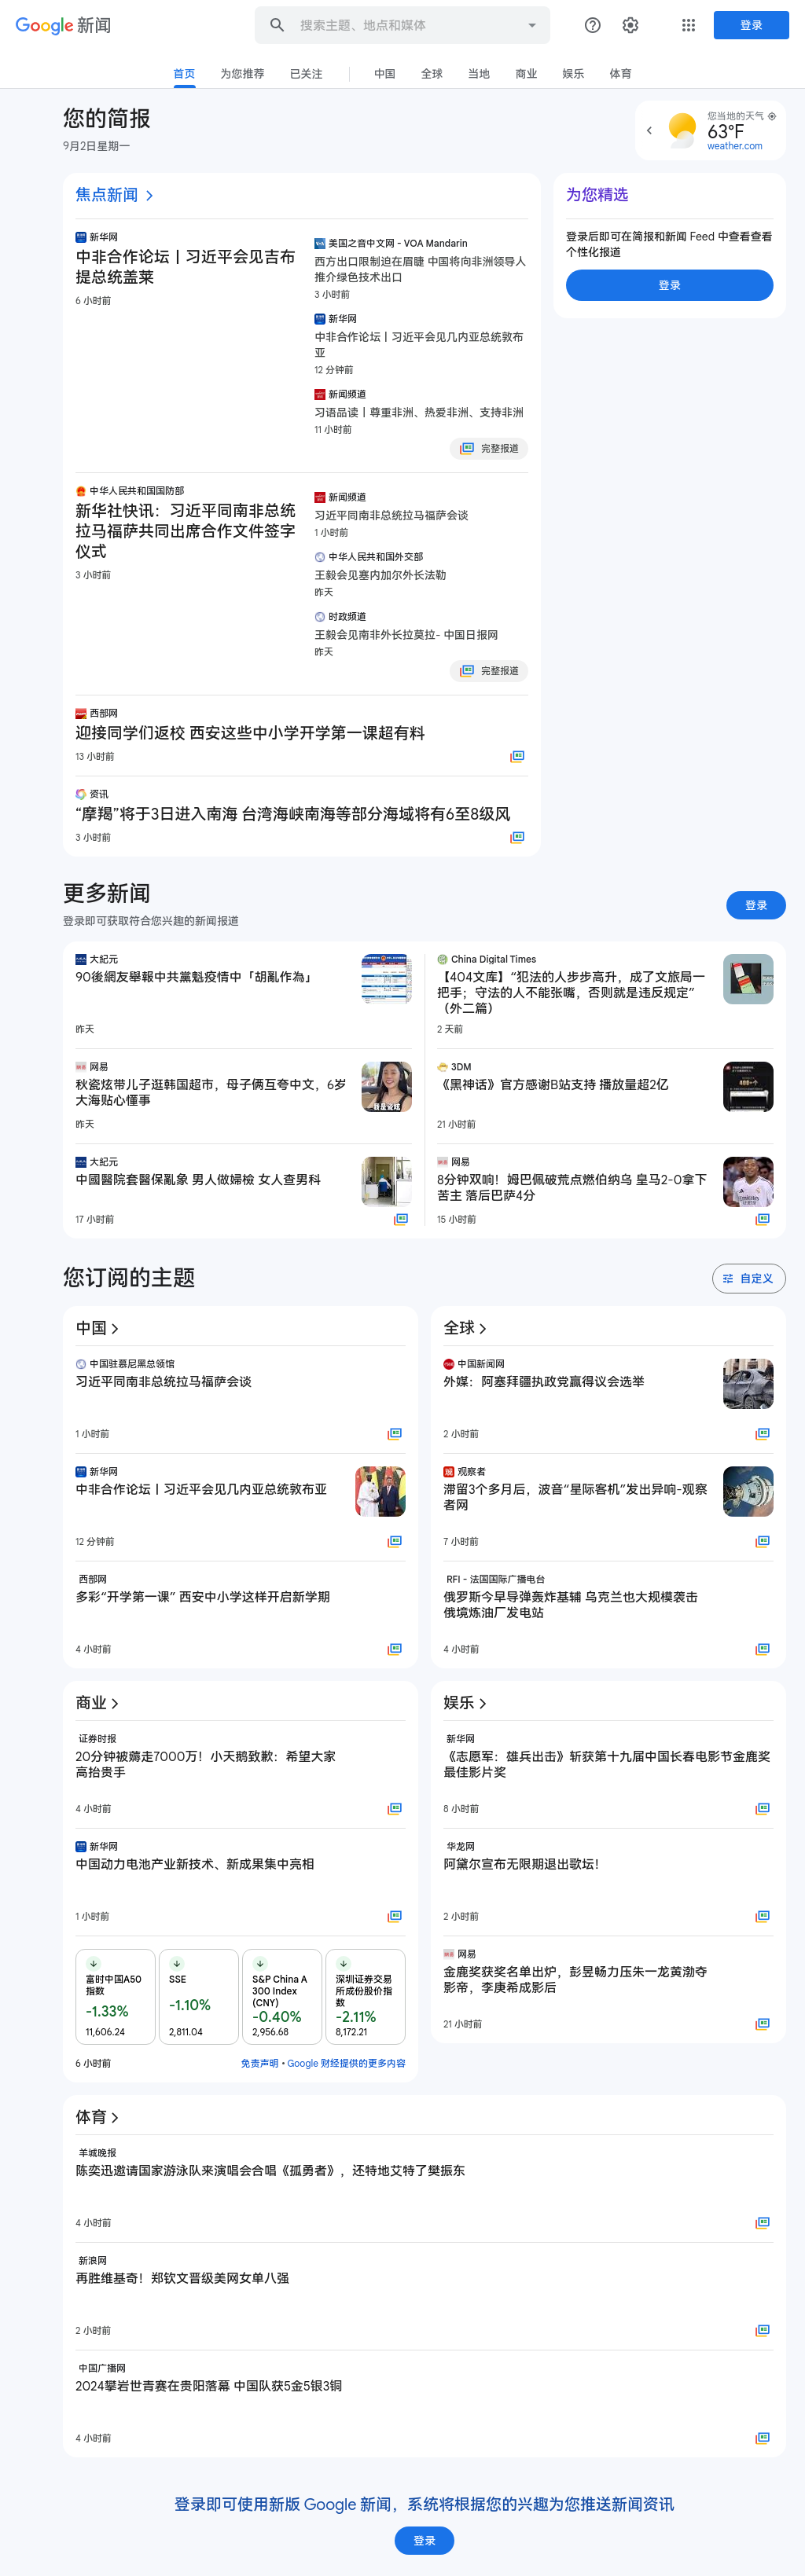 Google 新闻
搜索主题、地点和媒体
登录
首页
为您推荐
已关注
中国
全球
当地
商业
娱乐
体育
您的简报
9月2日星期一
您当地的天气
63°F
weather.com
焦点新闻
新华网
中非合作论坛丨习近平会见吉布
提总统盖莱
6 小时前
美国之音中文网 - VOA Mandarin
西方出口限制迫在眉睫 中国将向非洲领导人
推介绿色技术出口
3 小时前
新华网
中非合作论坛丨习近平会见几内亚总统敦布
亚
12 分钟前
新闻频道
习语品读丨尊重非洲、热爱非洲、支持非洲
11 小时前
完整报道
中华人民共和国国防部
新华社快讯：习近平同南非总统
拉马福萨共同出席合作文件签字
仪式
3 小时前
新闻频道
习近平同南非总统拉马福萨会谈
1 小时前
中华人民共和国外交部
王毅会见塞内加尔外长法勒
昨天
时政频道
王毅会见南非外长拉莫拉- 中国日报网
昨天
完整报道
西部网
迎接同学们返校 西安这些中小学开学第一课超有料
13 小时前
资讯
“摩羯”将于3日进入南海 台湾海峡南海等部分海域将有6至8级风
3 小时前
为您精选
登录后即可在简报和新闻 Feed 中查看查看
个性化报道
登录
更多新闻
登录即可获取符合您兴趣的新闻报道
登录
大紀元
90後網友舉報中共黨魁疫情中「胡亂作為」
昨天
网易
秋瓷炫带儿子逛韩国超市，母子俩互夸中文，6岁
大海贴心懂事
昨天
大紀元
中國醫院套醫保亂象 男人做婦檢 女人查男科
17 小时前
China Digital Times
【404文库】“犯法的人步步高升，成了文旅局一
把手；守法的人不能张嘴，否则就是违反规定”
（外二篇）
2 天前
3DM
《黑神话》官方感谢B站支持 播放量超2亿
21 小时前
网易
8分钟双响！姆巴佩破荒点燃伯纳乌 皇马2-0拿下
苦主 落后巴萨4分
15 小时前
您订阅的主题
自定义
中国
中国驻慕尼黑总领馆
习近平同南非总统拉马福萨会谈
1 小时前
新华网
中非合作论坛丨习近平会见几内亚总统敦布亚
12 分钟前
西部网
多彩“开学第一课” 西安中小学这样开启新学期
4 小时前
全球
中国新闻网
外媒：阿塞拜疆执政党赢得议会选举
2 小时前
观察者
滞留3个多月后，波音“星际客机”发出异响-观察
者网
7 小时前
RFI - 法国国际广播电台
俄罗斯今早导弹轰炸基辅 乌克兰也大规模袭击
俄境炼油厂发电站
4 小时前
商业
证券时报
20分钟被薅走7000万！小天鹅致歉：希望大家
高抬贵手
4 小时前
新华网
中国动力电池产业新技术、新成果集中亮相
1 小时前
富时中国A50
指数
-1.33%
11,606.24
SSE
-1.10%
2,811.04
S&P China A
300 Index
(CNY)
-0.40%
2,956.68
深圳证券交易
所成份股价指
数
-2.11%
8,172.21
6 小时前
免责声明 • Google 财经提供的更多内容
娱乐
新华网
《志愿军：雄兵出击》斩获第十九届中国长春电影节金鹿奖
最佳影片奖
8 小时前
华龙网
阿黛尔宣布无限期退出歌坛！
2 小时前
网易
金鹿奖获奖名单出炉，彭昱畅力压朱一龙黄渤夺
影帝，李庚希成影后
21 小时前
体育
羊城晚报
陈奕迅邀请国家游泳队来演唱会合唱《孤勇者》，还特地艾特了樊振东
4 小时前
新浪网
再胜维基奇！郑钦文晋级美网女单八强
2 小时前
中国广播网
2024攀岩世青赛在贵阳落幕 中国队获5金5银3铜
4 小时前
登录即可使用新版 Google 新闻，系统将根据您的兴趣为您推送新闻资讯
登录